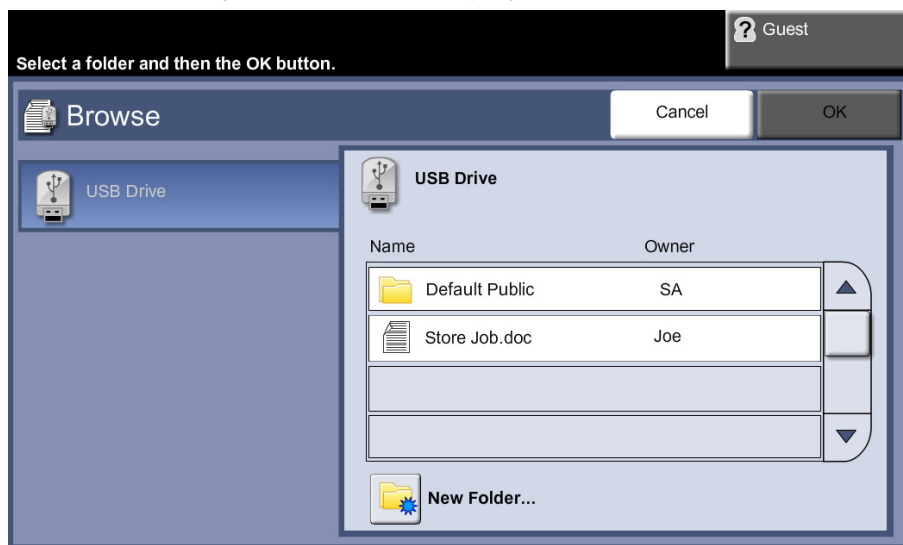 Guest
Select a folder and then the OK button.
Browse
Cancel
OK
USB Drive
USB Drive
Name Owner
Default Public SA
Store Job.doc Joe
New Folder...